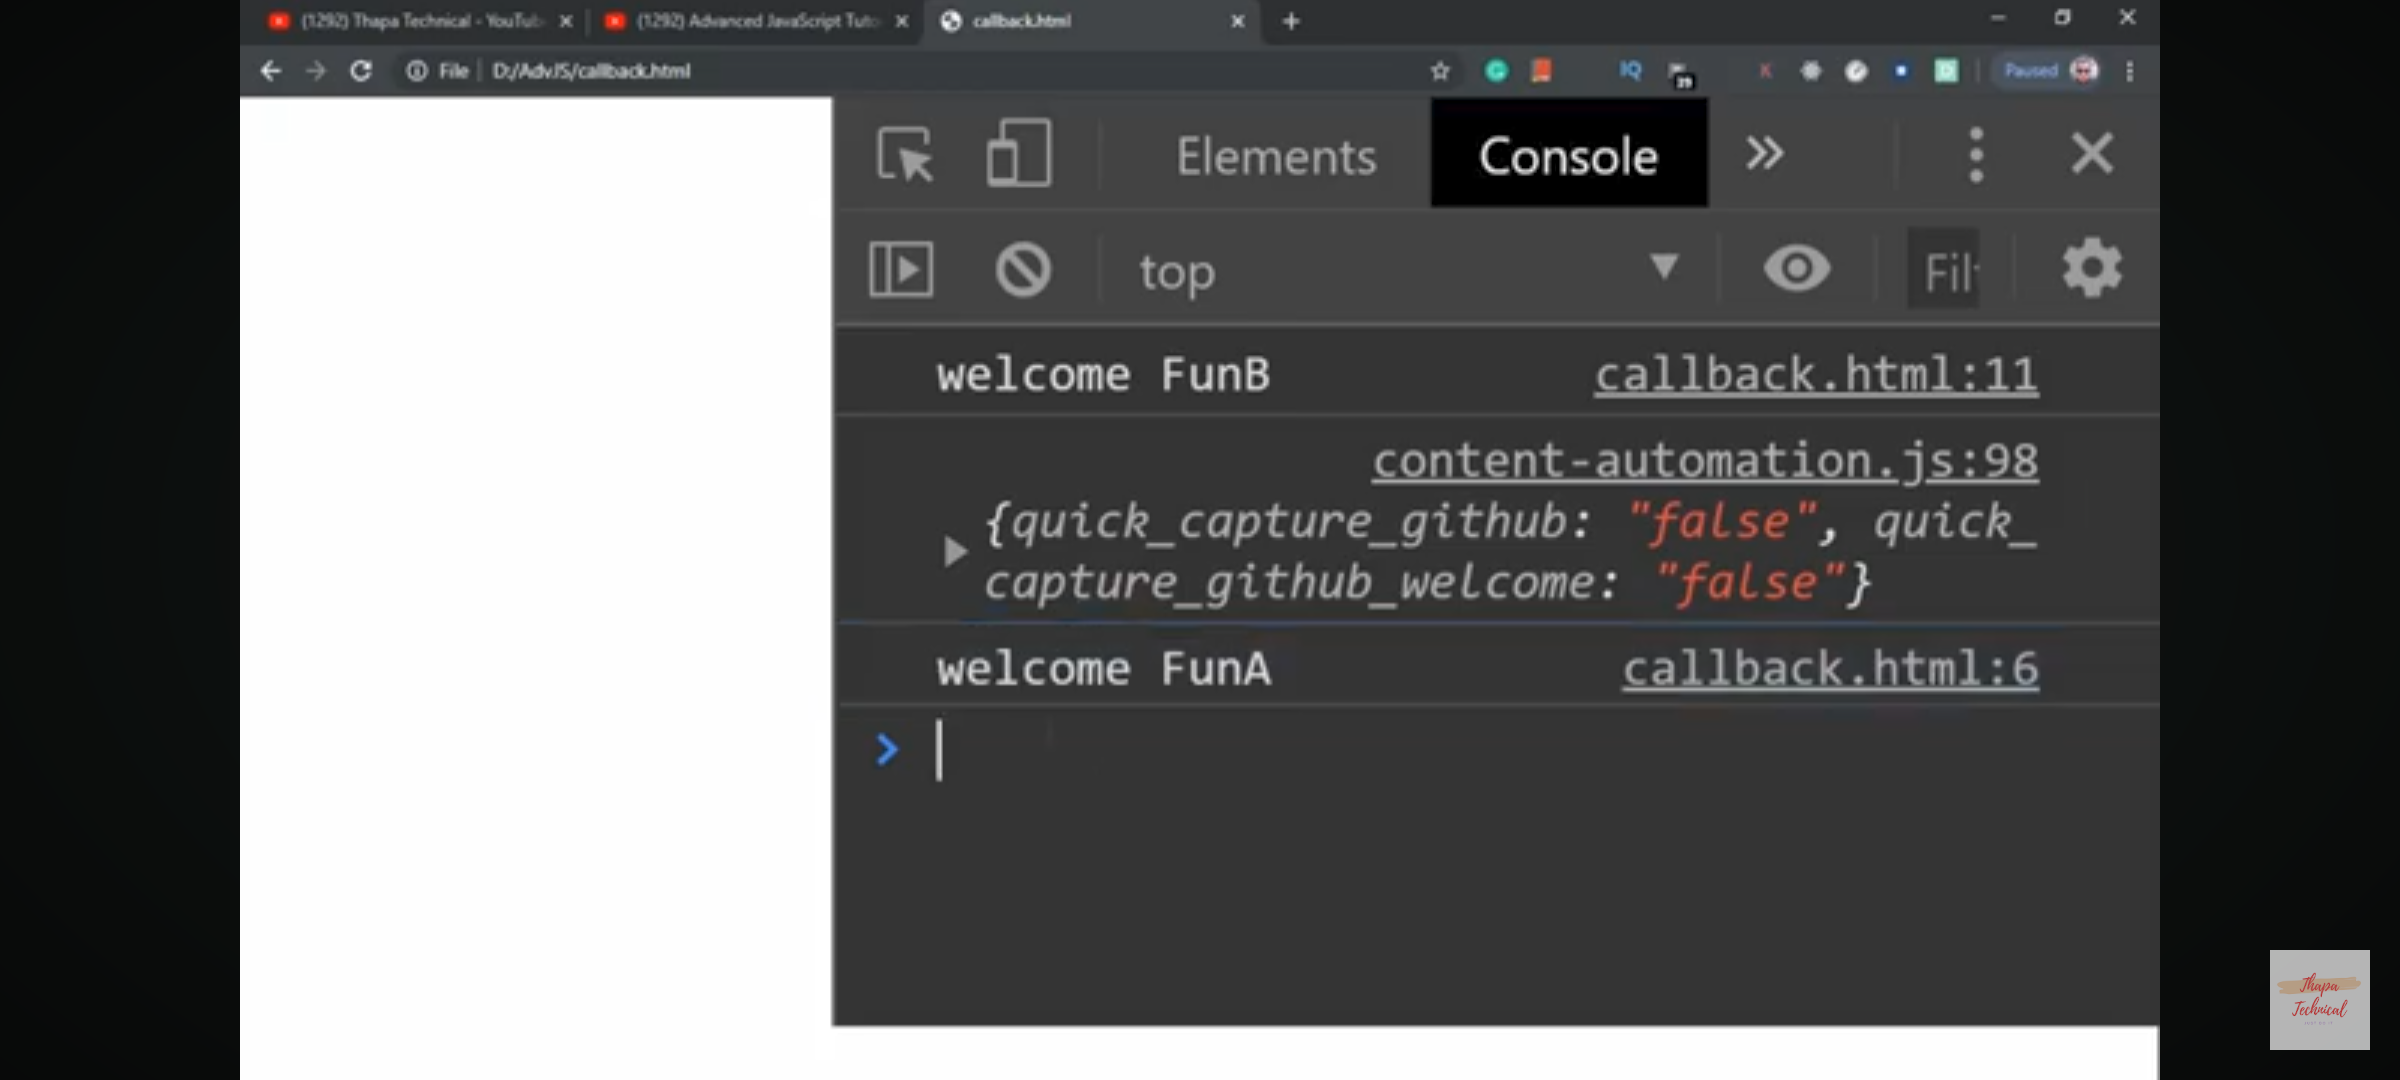 (1292) Thapa Technical - YouTub
(1292) Advanced JavaScript Tuto
callback.html
File
D:/AdvJS/callback.html
IQ
39
K
Paused
Elements
Console
top
Fil
welcome FunB
callback.html:11
content-automation.js:98
{quick_capture_github: "false", quick_
capture_github_welcome: "false"}
welcome FunA
callback.html:6
Thapa
Technical